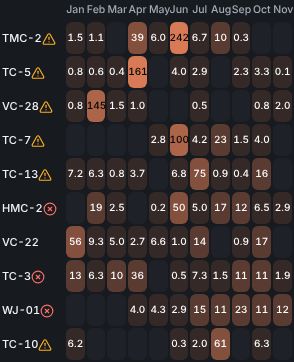 Jan Feb Mar Apr May Jun Jul Aug Sep Oct Nov
TMC-2 1.5 1.1 39 6.0 242 6.7 10 0.3
TC-5 0.8 0.6 0.4 161 4.0 2.9 2.3 3.3 0.1
VC-28 0.8 145 1.5 1.0 0.5 0.8 2.0
TC-7 2.8 100 4.2 23 1.5 4.0
TC-13 7.2 6.3 0.8 3.7 6.8 75 0.9 0.4 16
HMC-2 19 2.5 0.2 50 5.0 17 12 6.5 2.9
VC-22 56 9.3 5.0 2.7 6.6 1.0 14 0.9 17
TC-3 13 6.3 10 36 0.5 7.3 1.5 11 11 1.9
WJ-01 4.0 4.3 2.9 15 11 23 11 11 12
TC-10 6.2 0.3 2.0 61 6.3